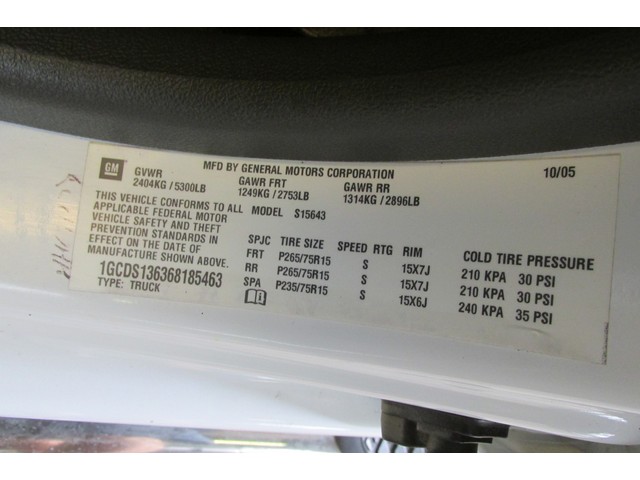 GM
MFD BY GENERAL MOTORS CORPORATION 10/05
GVWR GAWR FRT GAWR RR
2404KG / 5300LB 1249KG / 2753LB 1314KG / 2896LB
THIS VEHICLE CONFORMS TO ALL MODEL S15643
APPLICABLE FEDERAL MOTOR
VEHICLE SAFETY AND THEFT
PREVENTION STANDARDS IN
EFFECT ON THE DATE OF
MANUFACTURE SHOWN ABOVE.
1GCDS136368185463
TYPE: TRUCK
SPJC TIRE SIZE SPEED RTG RIM COLD TIRE PRESSURE
FRT P265/75R15 S 15X7J 210 KPA 30 PSI
RR P265/75R15 S 15X7J 210 KPA 30 PSI
SPA P235/75R15 S 15X6J 240 KPA 35 PSI